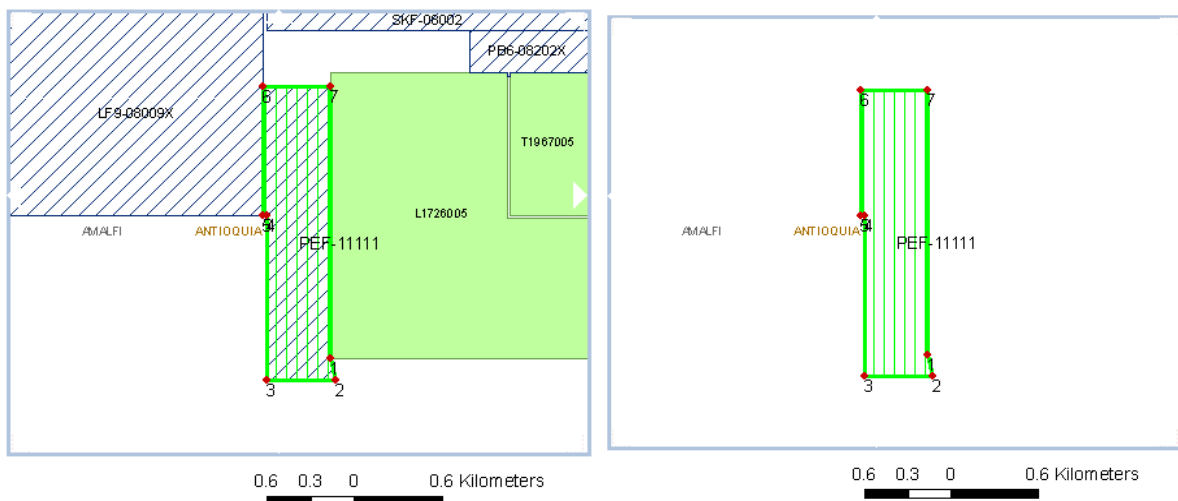 SKF-08002
PB6-08202X
6
7
LF9-08009X
T1967005
L1726005
5
4
AMALFI
ANTIOQUIA
PEF-11111
1
3
2
0.6 0.3 0 0.6 Kilometers
6
7
5
4
AMALFI
ANTIOQUIA
PEF-11111
1
3
2
0.6 0.3 0 0.6 Kilometers